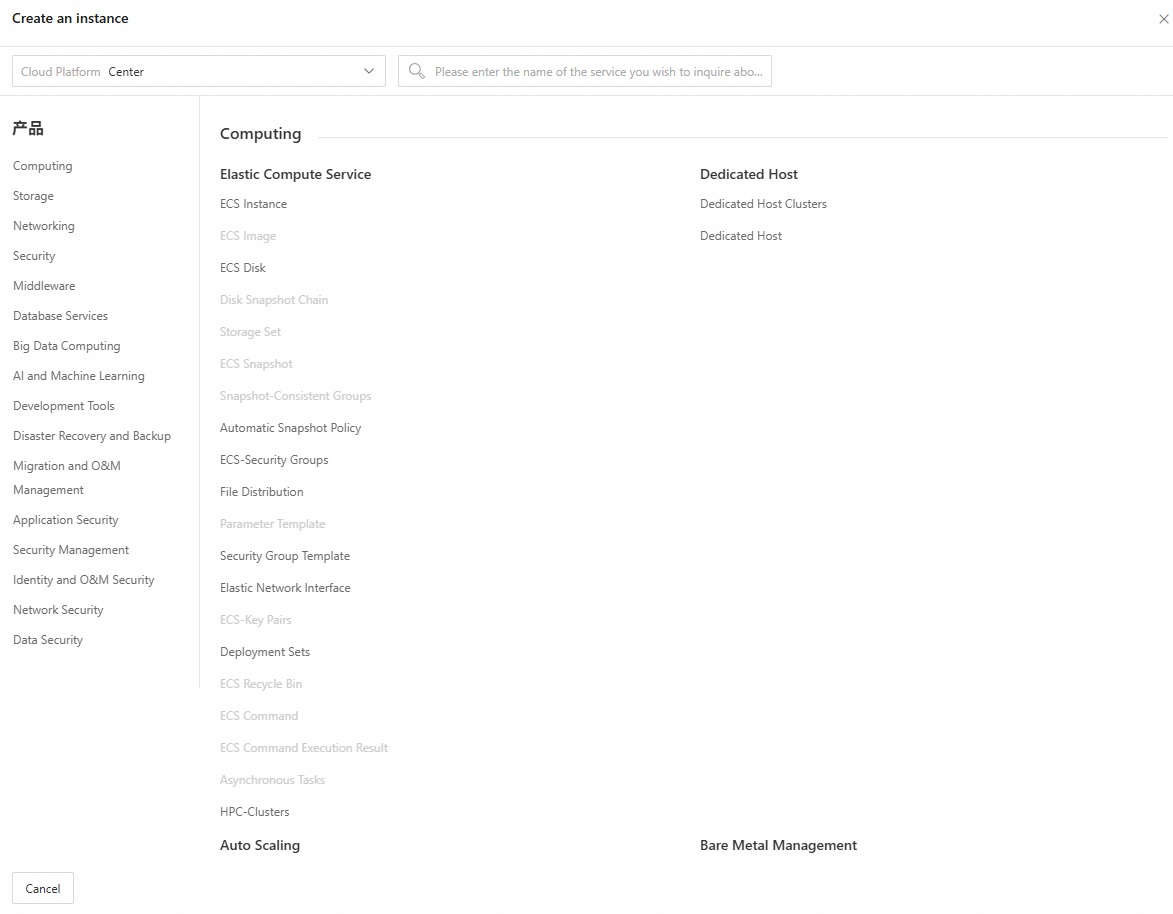 Create an instance
Cloud Platform Center
Please enter the name of the service you wish to inquire abo...
产品
Computing
Storage
Networking
Security
Middleware
Database Services
Big Data Computing
AI and Machine Learning
Development Tools
Disaster Recovery and Backup
Migration and O&M
Management
Application Security
Security Management
Identity and O&M Security
Network Security
Data Security
Computing
Elastic Compute Service
ECS Instance
ECS Image
ECS Disk
Disk Snapshot Chain
Storage Set
ECS Snapshot
Snapshot-Consistent Groups
Automatic Snapshot Policy
ECS-Security Groups
File Distribution
Parameter Template
Security Group Template
Elastic Network Interface
ECS-Key Pairs
Deployment Sets
ECS Recycle Bin
ECS Command
ECS Command Execution Result
Asynchronous Tasks
HPC-Clusters
Dedicated Host
Dedicated Host Clusters
Dedicated Host
Auto Scaling
Bare Metal Management
Cancel